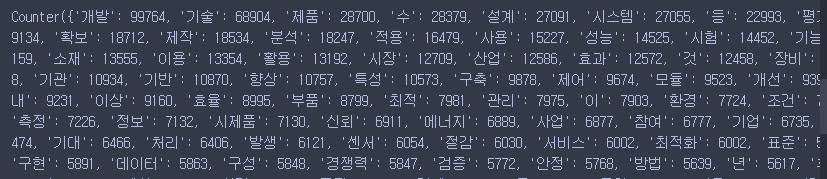 Counter({'개발': 99764, '기술': 68904, '제품': 28700, '수': 28379, '설계': 27091, '시스템': 27055, '등': 22993, '평가
9134, '확보': 18712, '제작': 18534, '분석': 18247, '적용': 16479, '사용': 15227, '성능': 14525, '시험': 14452, '기능
159, '소재': 13555, '이용': 13354, '활용': 13192, '시장': 12709, '산업': 12586, '효과': 12572, '것': 12458, '장비':
8, '기관': 10934, '기반': 10870, '향상': 10757, '특성': 10573, '구축': 9878, '제어': 9674, '모듈': 9523, '개선': 939
내': 9231, '이상': 9160, '효율': 8995, '부품': 8799, '최적': 7981, '관리': 7975, '이': 7903, '환경': 7724, '조건': 7
'측정': 7226, '정보': 7132, '시제품': 7130, '신뢰': 6911, '에너지': 6889, '사업': 6877, '참여': 6777, '기업': 6735,
474, '기대': 6466, '처리': 6406, '발생': 6121, '센서': 6054, '절감': 6030, '서비스': 6002, '최적화': 6002, '표준': 5
'구현': 5891, '데이터': 5863, '구성': 5848, '경쟁력': 5847, '검증': 5772, '안정': 5768, '방법': 5639, '년': 5617,